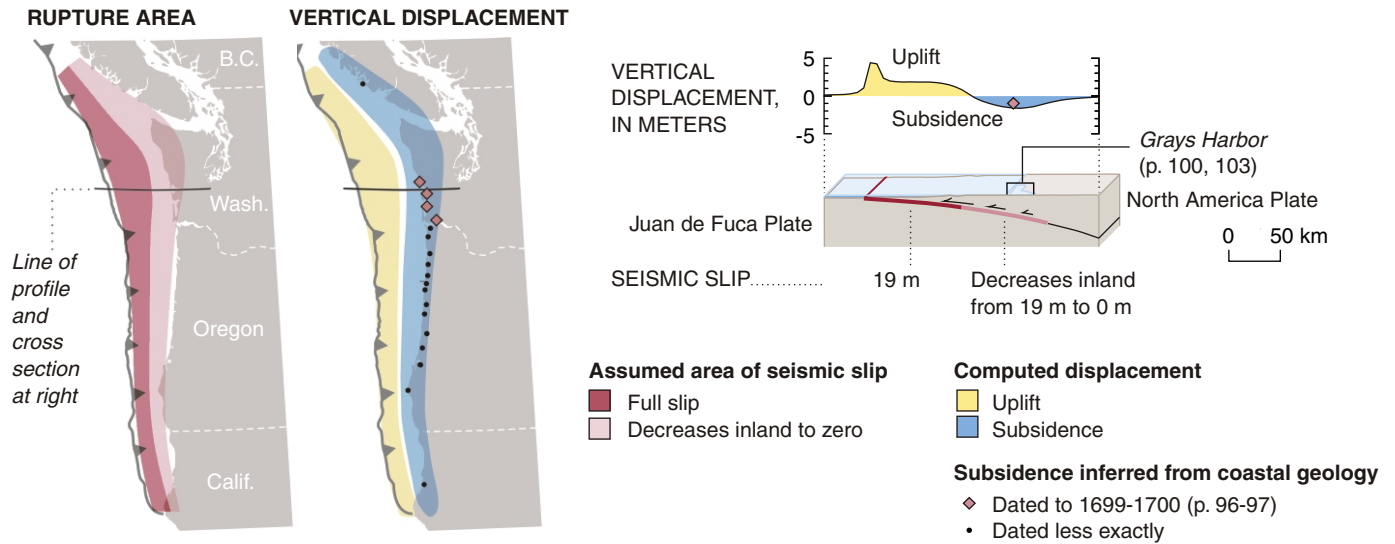 RUPTURE AREA
VERTICAL DISPLACEMENT
B.C.
Wash.
Oregon
Calif.
Line of
profile
and
cross
section
at right
VERTICAL
DISPLACEMENT,
IN METERS
5
0
-5
Uplift
Subsidence
Grays Harbor
(p. 100, 103)
North America Plate
Juan de Fuca Plate
0 50 km
SEISMIC SLIP
19 m
Decreases inland
from 19 m to 0 m
Assumed area of seismic slip
Full slip
Decreases inland to zero
Computed displacement
Uplift
Subsidence
Subsidence inferred from coastal geology
Dated to 1699-1700 (p. 96-97)
Dated less exactly